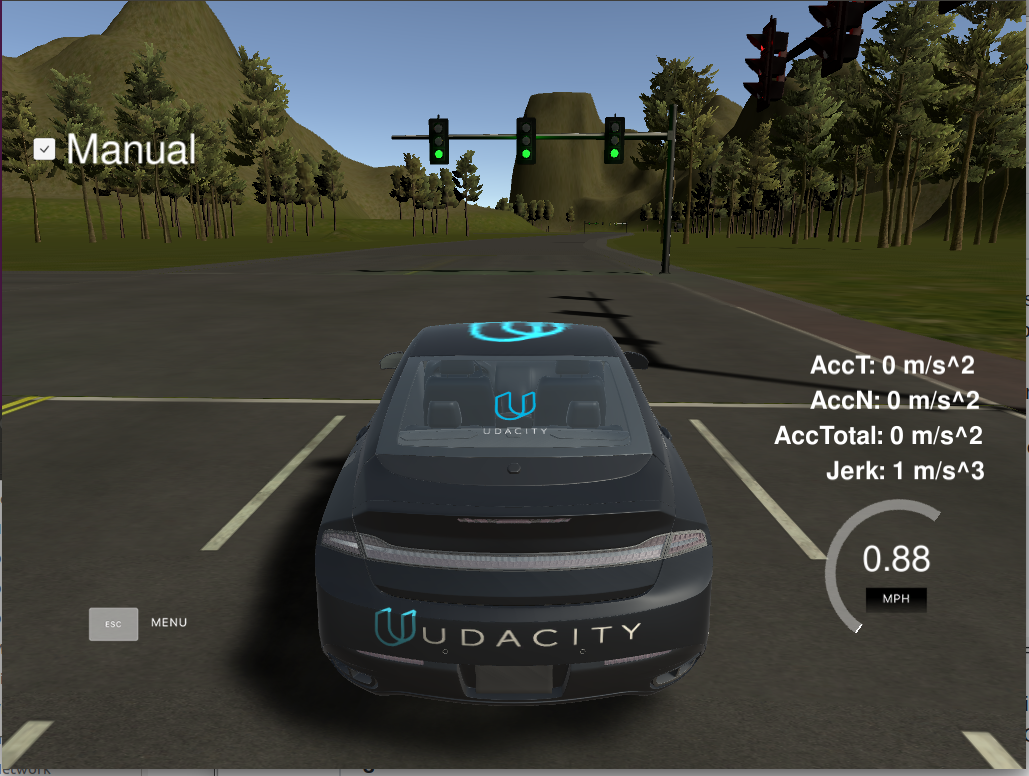 Manual
AccT: 0 m/s^2
AccN: 0 m/s^2
AccTotal: 0 m/s^2
Jerk: 1 m/s^3
UDACITY
0.88
MPH
ESC
MENU
UDACITY
etwork